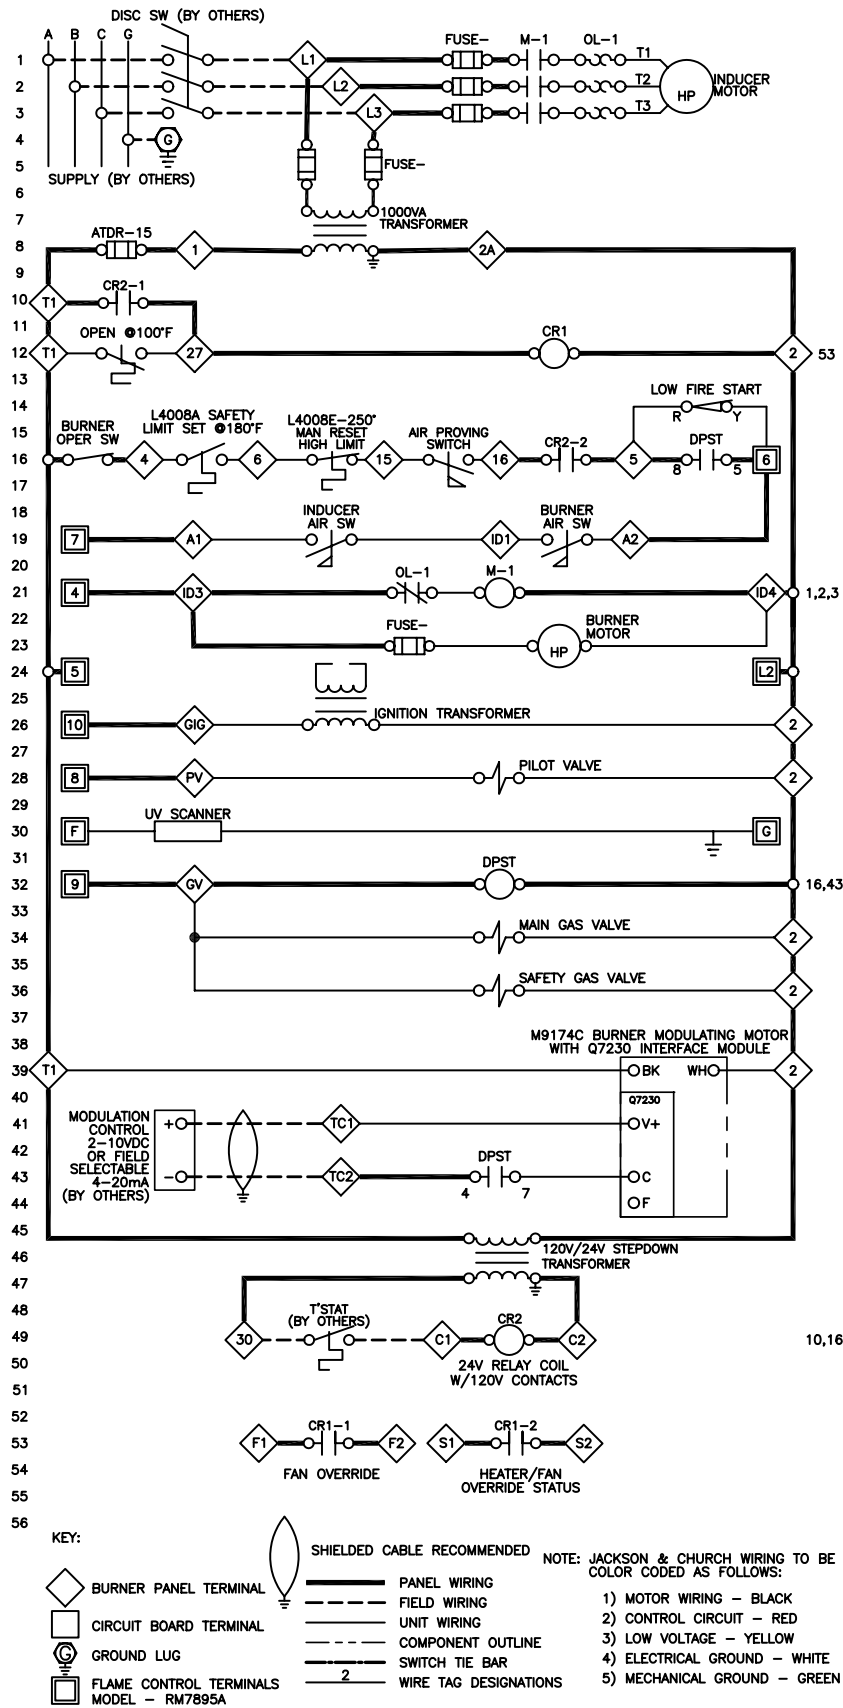 DISC SW (BY OTHERS)
A B C G
FUSE- M-1 OL-1
1 L1 T1
INDUCER
MOTOR
HP
2 L2 T2
3 L3 T3
4 G
5 FUSE-
SUPPLY (BY OTHERS)
6
7 1000VA
TRANSFORMER
ATDR-15
8 1 2A
9
CR2-1
10 T1
11
OPEN @100°F CR1
12 T1 27 2 53
13
14 LOW FIRE START
R Y
15 BURNER
OPER SW
L4008A SAFETY
LIMIT SET @180°F
L4008E-250°
MAN RESET
HIGH LIMIT
AIR PROVING
SWITCH
CR2-2
DPST
16 4 6 15 16 5 8 5 6
17
18 INDUCER
AIR SW
BURNER
AIR SW
19 7 A1 ID1 A2
20
OL-1 M-1
21 4 ID3 ID4 1,2,3
22 FUSE- BURNER
MOTOR
23 HP
24 5 L2
25
26 10 GIG IGNITION TRANSFORMER 2
27
28 8 PV PILOT VALVE 2
29
UV SCANNER
30 F G
31
DPST
32 9 GV 16,43
33
34 MAIN GAS VALVE 2
35
36 SAFETY GAS VALVE 2
37
38 M9174C BURNER MODULATING MOTOR
WITH Q7230 INTERFACE MODULE
39 T1 BK WH 2
40 Q7230
MODULATION
CONTROL
2-10VDC
OR FIELD
SELECTABLE
4-20mA
(BY OTHERS)
41 + TC1 V+
42
DPST
43 - TC2 4 7 C
44 F
45
46 120V/24V STEPDOWN
TRANSFORMER
47
48 T'STAT
(BY OTHERS)
CR2
49 30 C1 C2 10,16
50 24V RELAY COIL
W/120V CONTACTS
51
52
CR1-1 CR1-2
53 F1 F2 S1 S2
54 FAN OVERRIDE HEATER/FAN
OVERRIDE STATUS
55
56
KEY:
BURNER PANEL TERMINAL
CIRCUIT BOARD TERMINAL
G GROUND LUG
FLAME CONTROL TERMINALS
MODEL - RM7895A
SHIELDED CABLE RECOMMENDED
PANEL WIRING
FIELD WIRING
UNIT WIRING
COMPONENT OUTLINE
SWITCH TIE BAR
2 WIRE TAG DESIGNATIONS
NOTE: JACKSON & CHURCH WIRING TO BE
COLOR CODED AS FOLLOWS:
1) MOTOR WIRING - BLACK
2) CONTROL CIRCUIT - RED
3) LOW VOLTAGE - YELLOW
4) ELECTRICAL GROUND - WHITE
5) MECHANICAL GROUND - GREEN